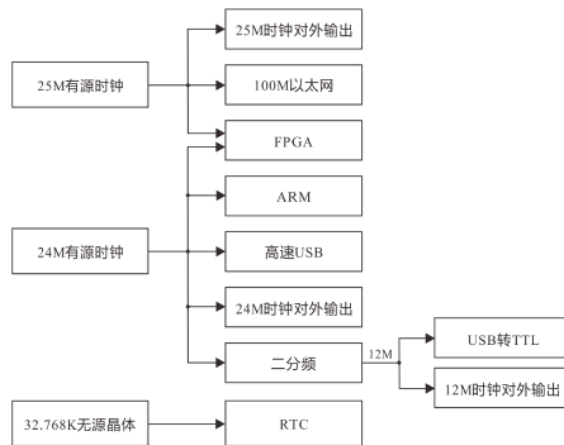 25M时钟对外输出
25M有源时钟
100M以太网
FPGA
ARM
24M有源时钟
高速USB
24M时钟对外输出
二分频
12M
USB转TTL
12M时钟对外输出
32.768K无源晶体
RTC